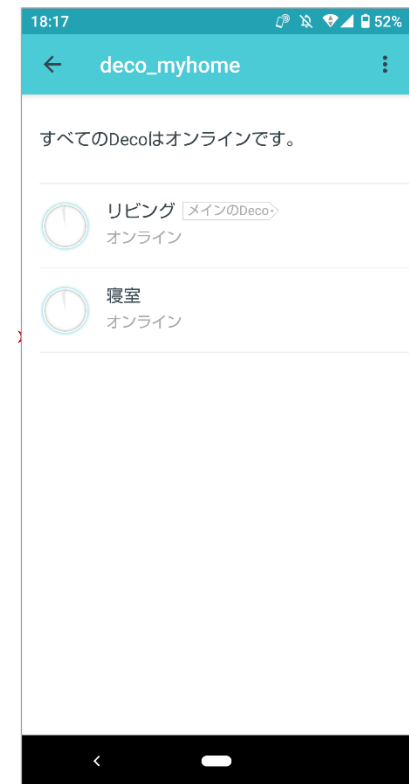 18:17
52%
deco_myhome
すべてのDecoはオンラインです。
リビング メインのDeco
オンライン
寝室
オンライン